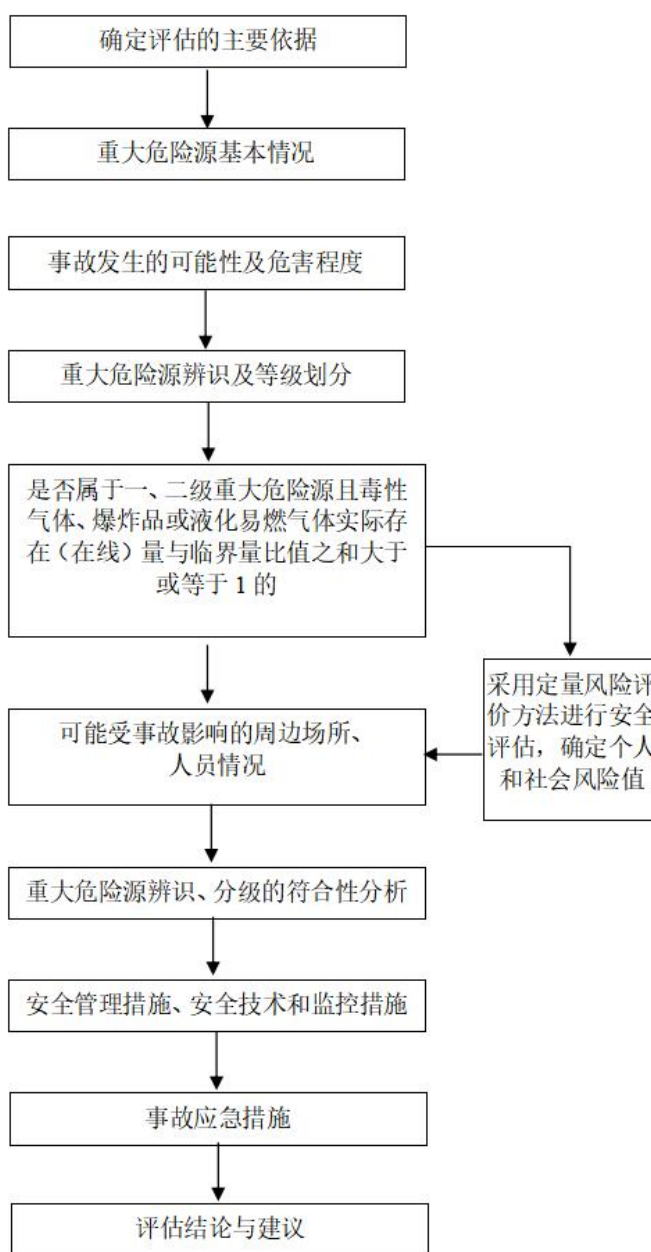 确定评估的主要依据
重大危险源基本情况
事故发生的可能性及危害程度
重大危险源辨识及等级划分
是否属于一、二级重大危险源且毒性
气体、爆炸品或液化易燃气体实际存
在（在线）量与临界量比值之和大于
或等于 1 的
采用定量风险评
价方法进行安全
评估，确定个人
和社会风险值
可能受事故影响的周边场所、
人员情况
重大危险源辨识、分级的符合性分析
安全管理措施、安全技术和监控措施
事故应急措施
评估结论与建议